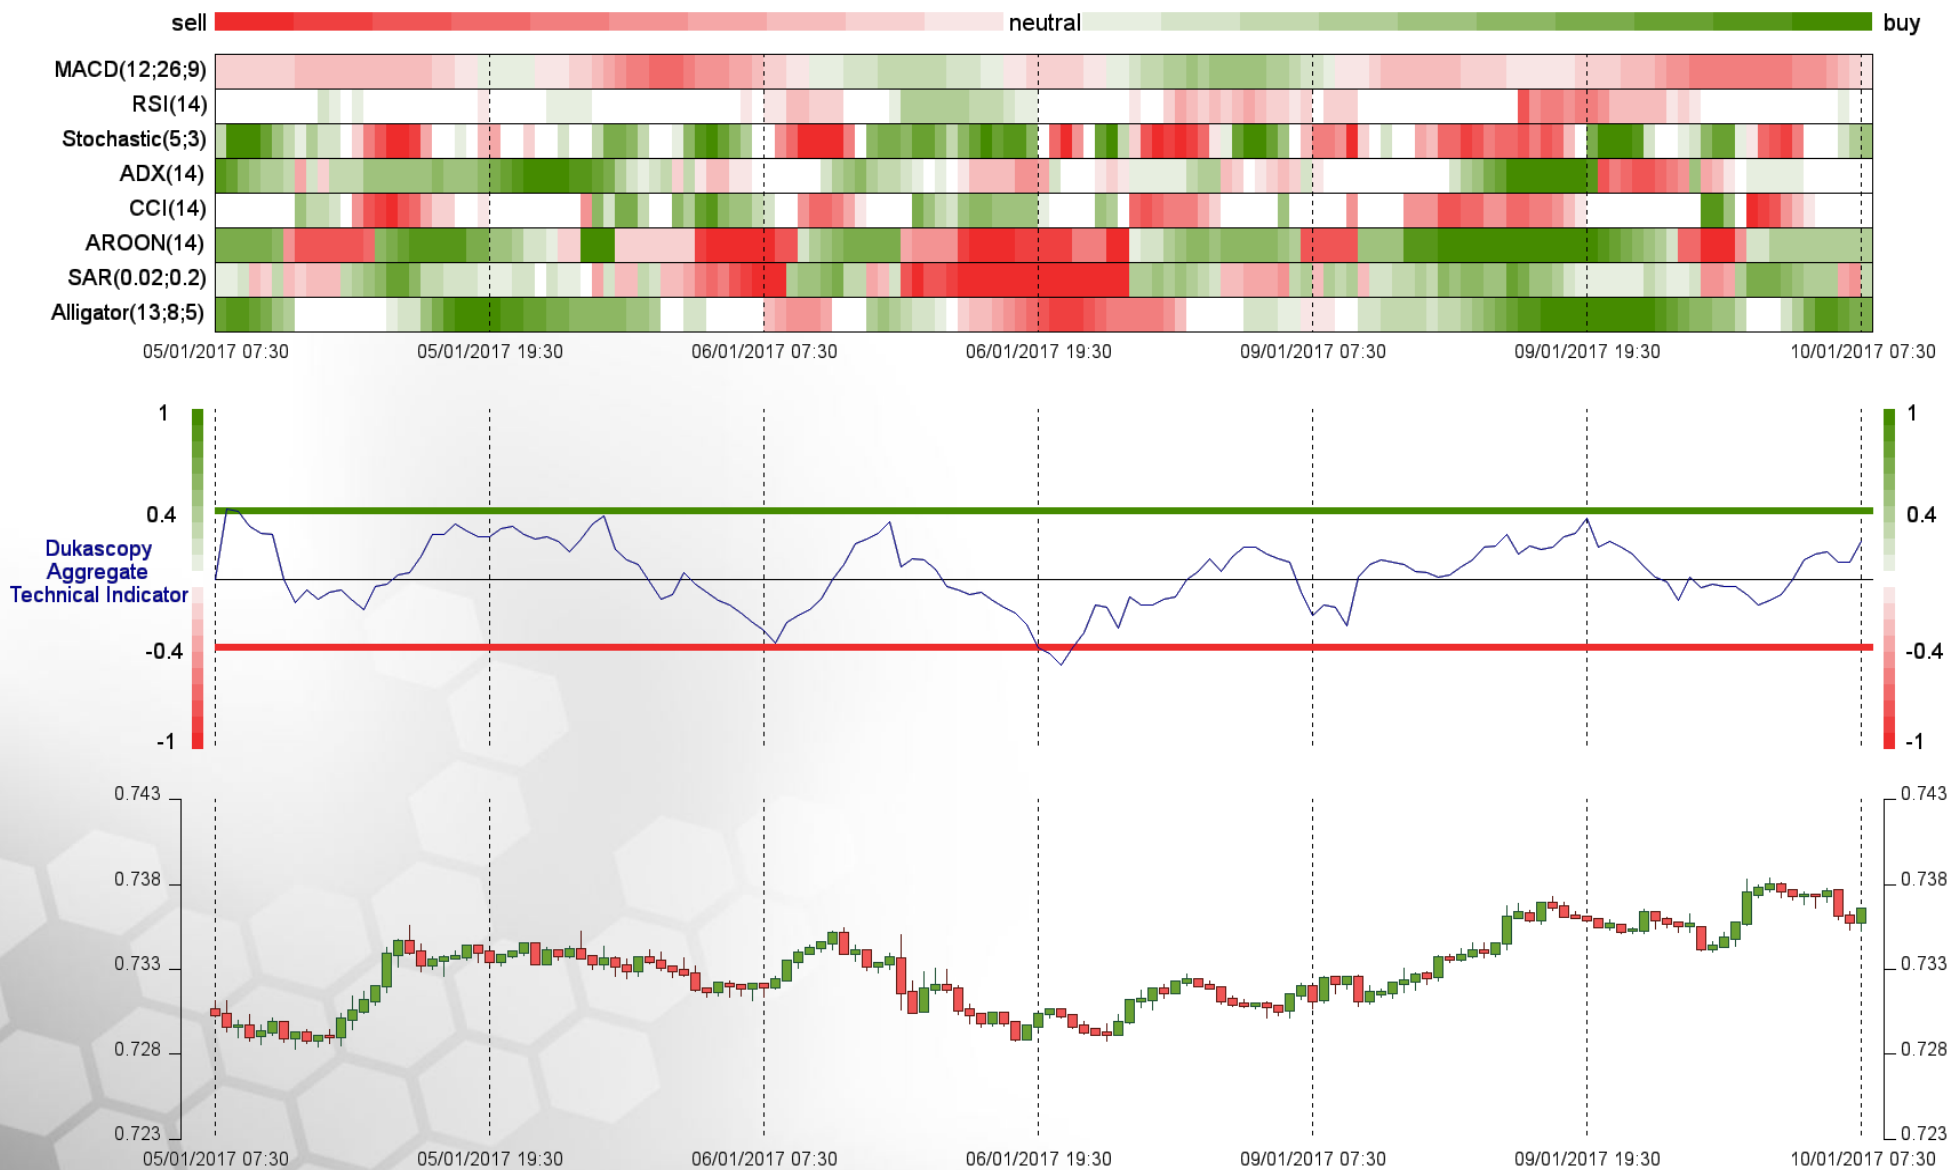 sell neutral buy
MACD(12;26;9)
RSI(14)
Stochastic(5;3)
ADX(14)
CCI(14)
AROON(14)
SAR(0.02;0.2)
Alligator(13;8;5)
05/01/2017 07:30 05/01/2017 19:30 06/01/2017 07:30 06/01/2017 19:30 09/01/2017 07:30 09/01/2017 19:30 10/01/2017 07:30
1 1
0.4 0.4
Dukascopy
Aggregate
Technical Indicator
-0.4 -0.4
-1 -1
0.743 0.743
0.738 0.738
0.733 0.733
0.728 0.728
0.723 0.723
05/01/2017 07:30 05/01/2017 19:30 06/01/2017 07:30 06/01/2017 19:30 09/01/2017 07:30 09/01/2017 19:30 10/01/2017 07:30